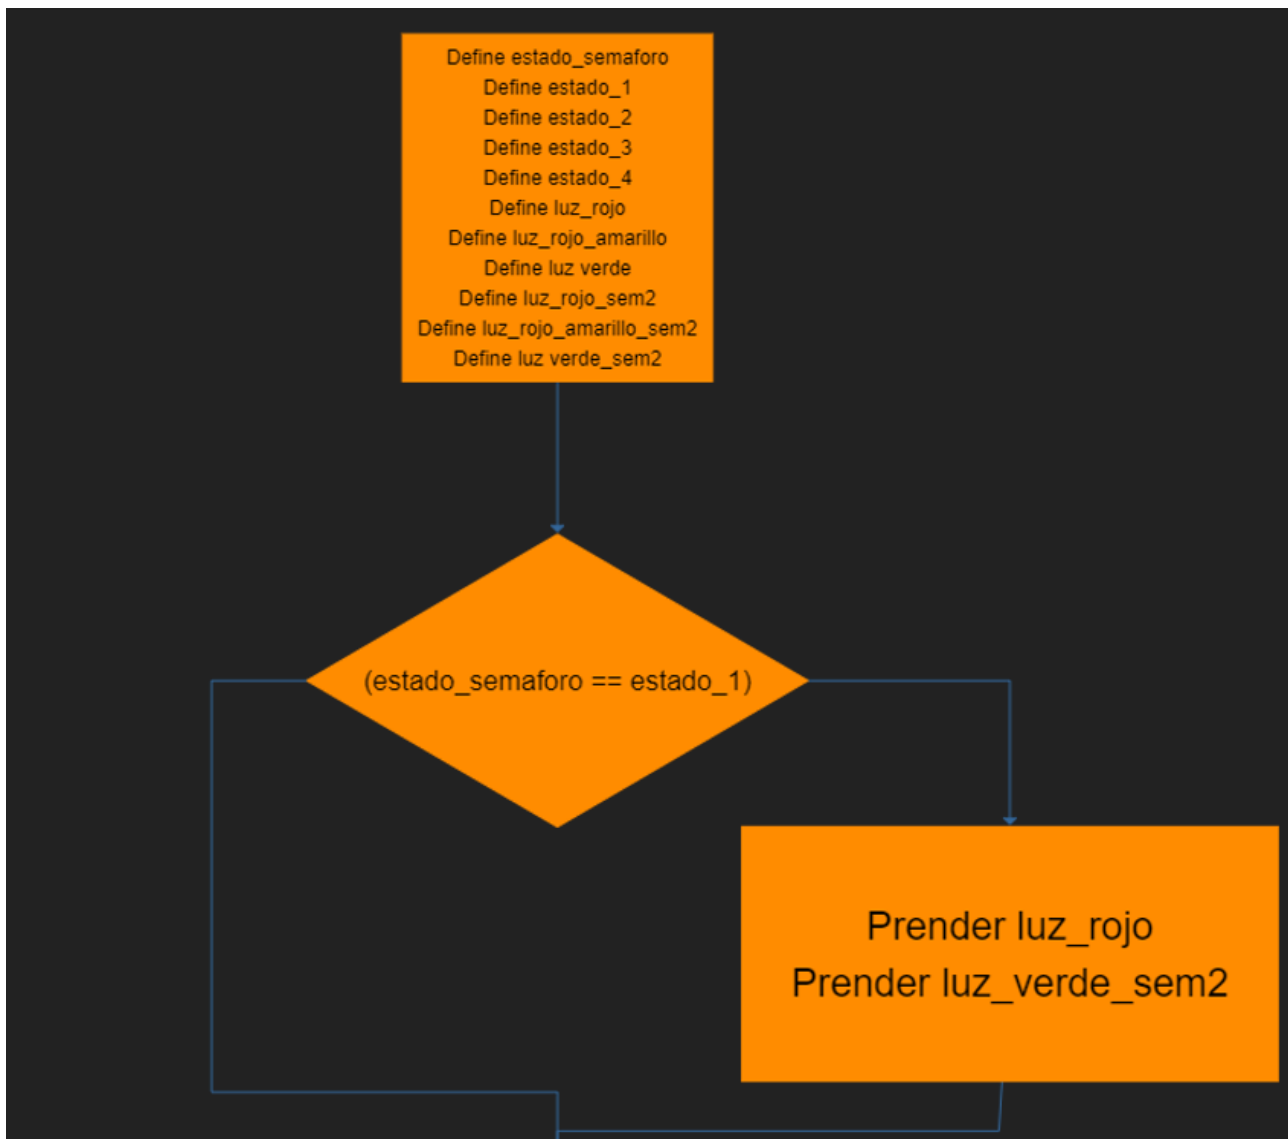 Define estado_semaforo
Define estado_1
Define estado_2
Define estado_3
Define estado_4
Define luz_rojo
Define luz_rojo_amarillo
Define luz verde
Define luz_rojo_sem2
Define luz_rojo_amarillo_sem2
Define luz verde_sem2
(estado_semaforo == estado_1)
Prender luz_rojo
Prender luz_verde_sem2